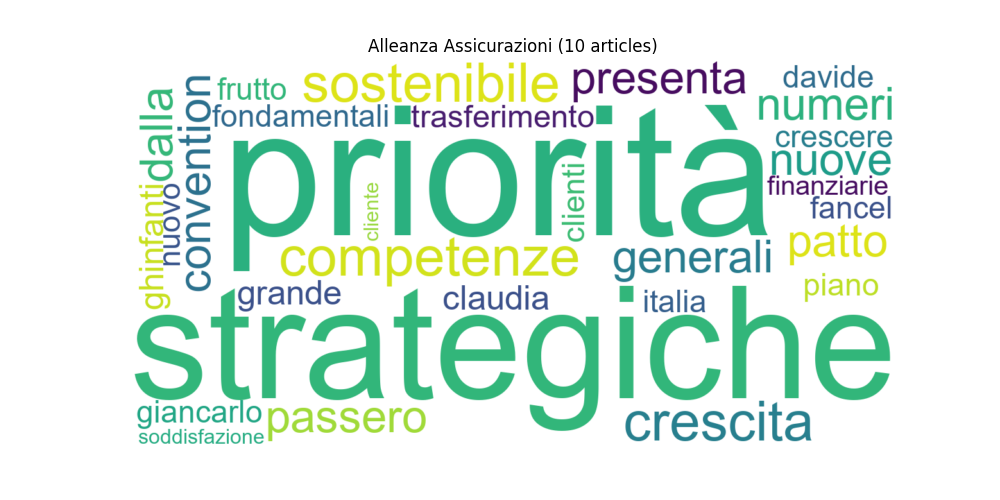 Alleanza Assicurazioni (10 articles)
frutto
sostenibile
presenta
davide
dalla
convention
fondamentali
trasferimento
numeri
crescere
priorità
nuove
finanziarie
fancel
ghinfanti
nuovo
cliente
clienti
competenze
generali
patto
piano
grande
claudia
italia
strategiche
giancarlo
passero
crescita
soddisfazione